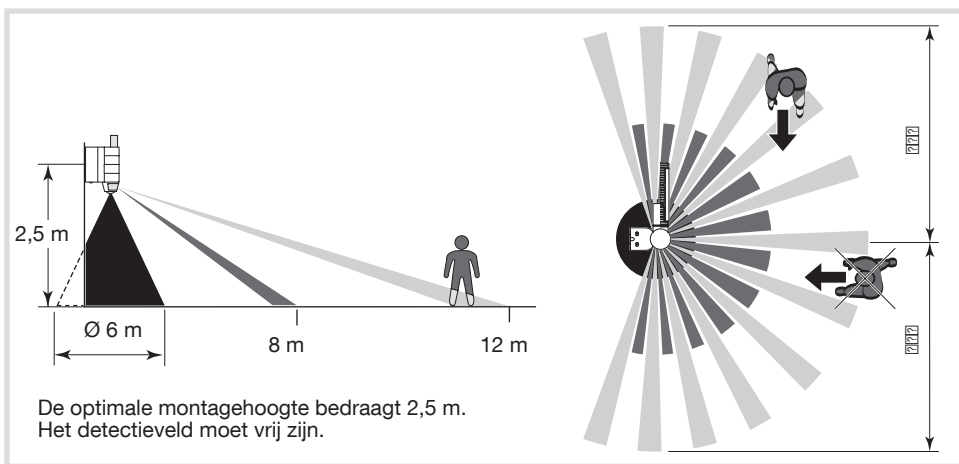 2,5 m
Ø 6 m
8 m
12 m
De optimale montagehoogte bedraagt 2,5 m.
Het detectieveld moet vrij zijn.